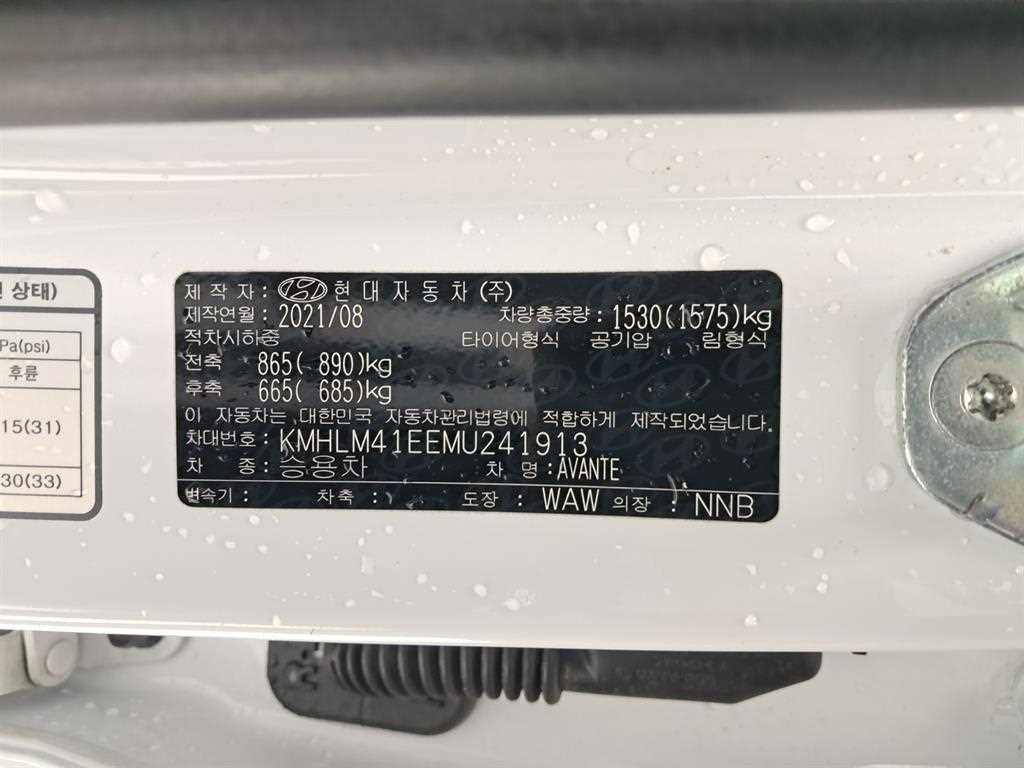 상태)
Pa(psi)
후륜
15(31)
30(33)
제 작 자 : 현대자동차 (주)
제작연월 : 2021/08 차량총중량 : 1530(1575)kg
적차시하중 타이어형식 공기압 림형식
전축 865( 890)kg
후축 665( 685)kg
이 자동차는, 대한민국 자동차관리법령에 적합하게 제작되었습니다.
차대번호 : KMHLM41EEMU241913
차 종 : 승용차 차 명 : AVANTE
변속기 : 차축 : 도장 : WAW 의장 : NNB